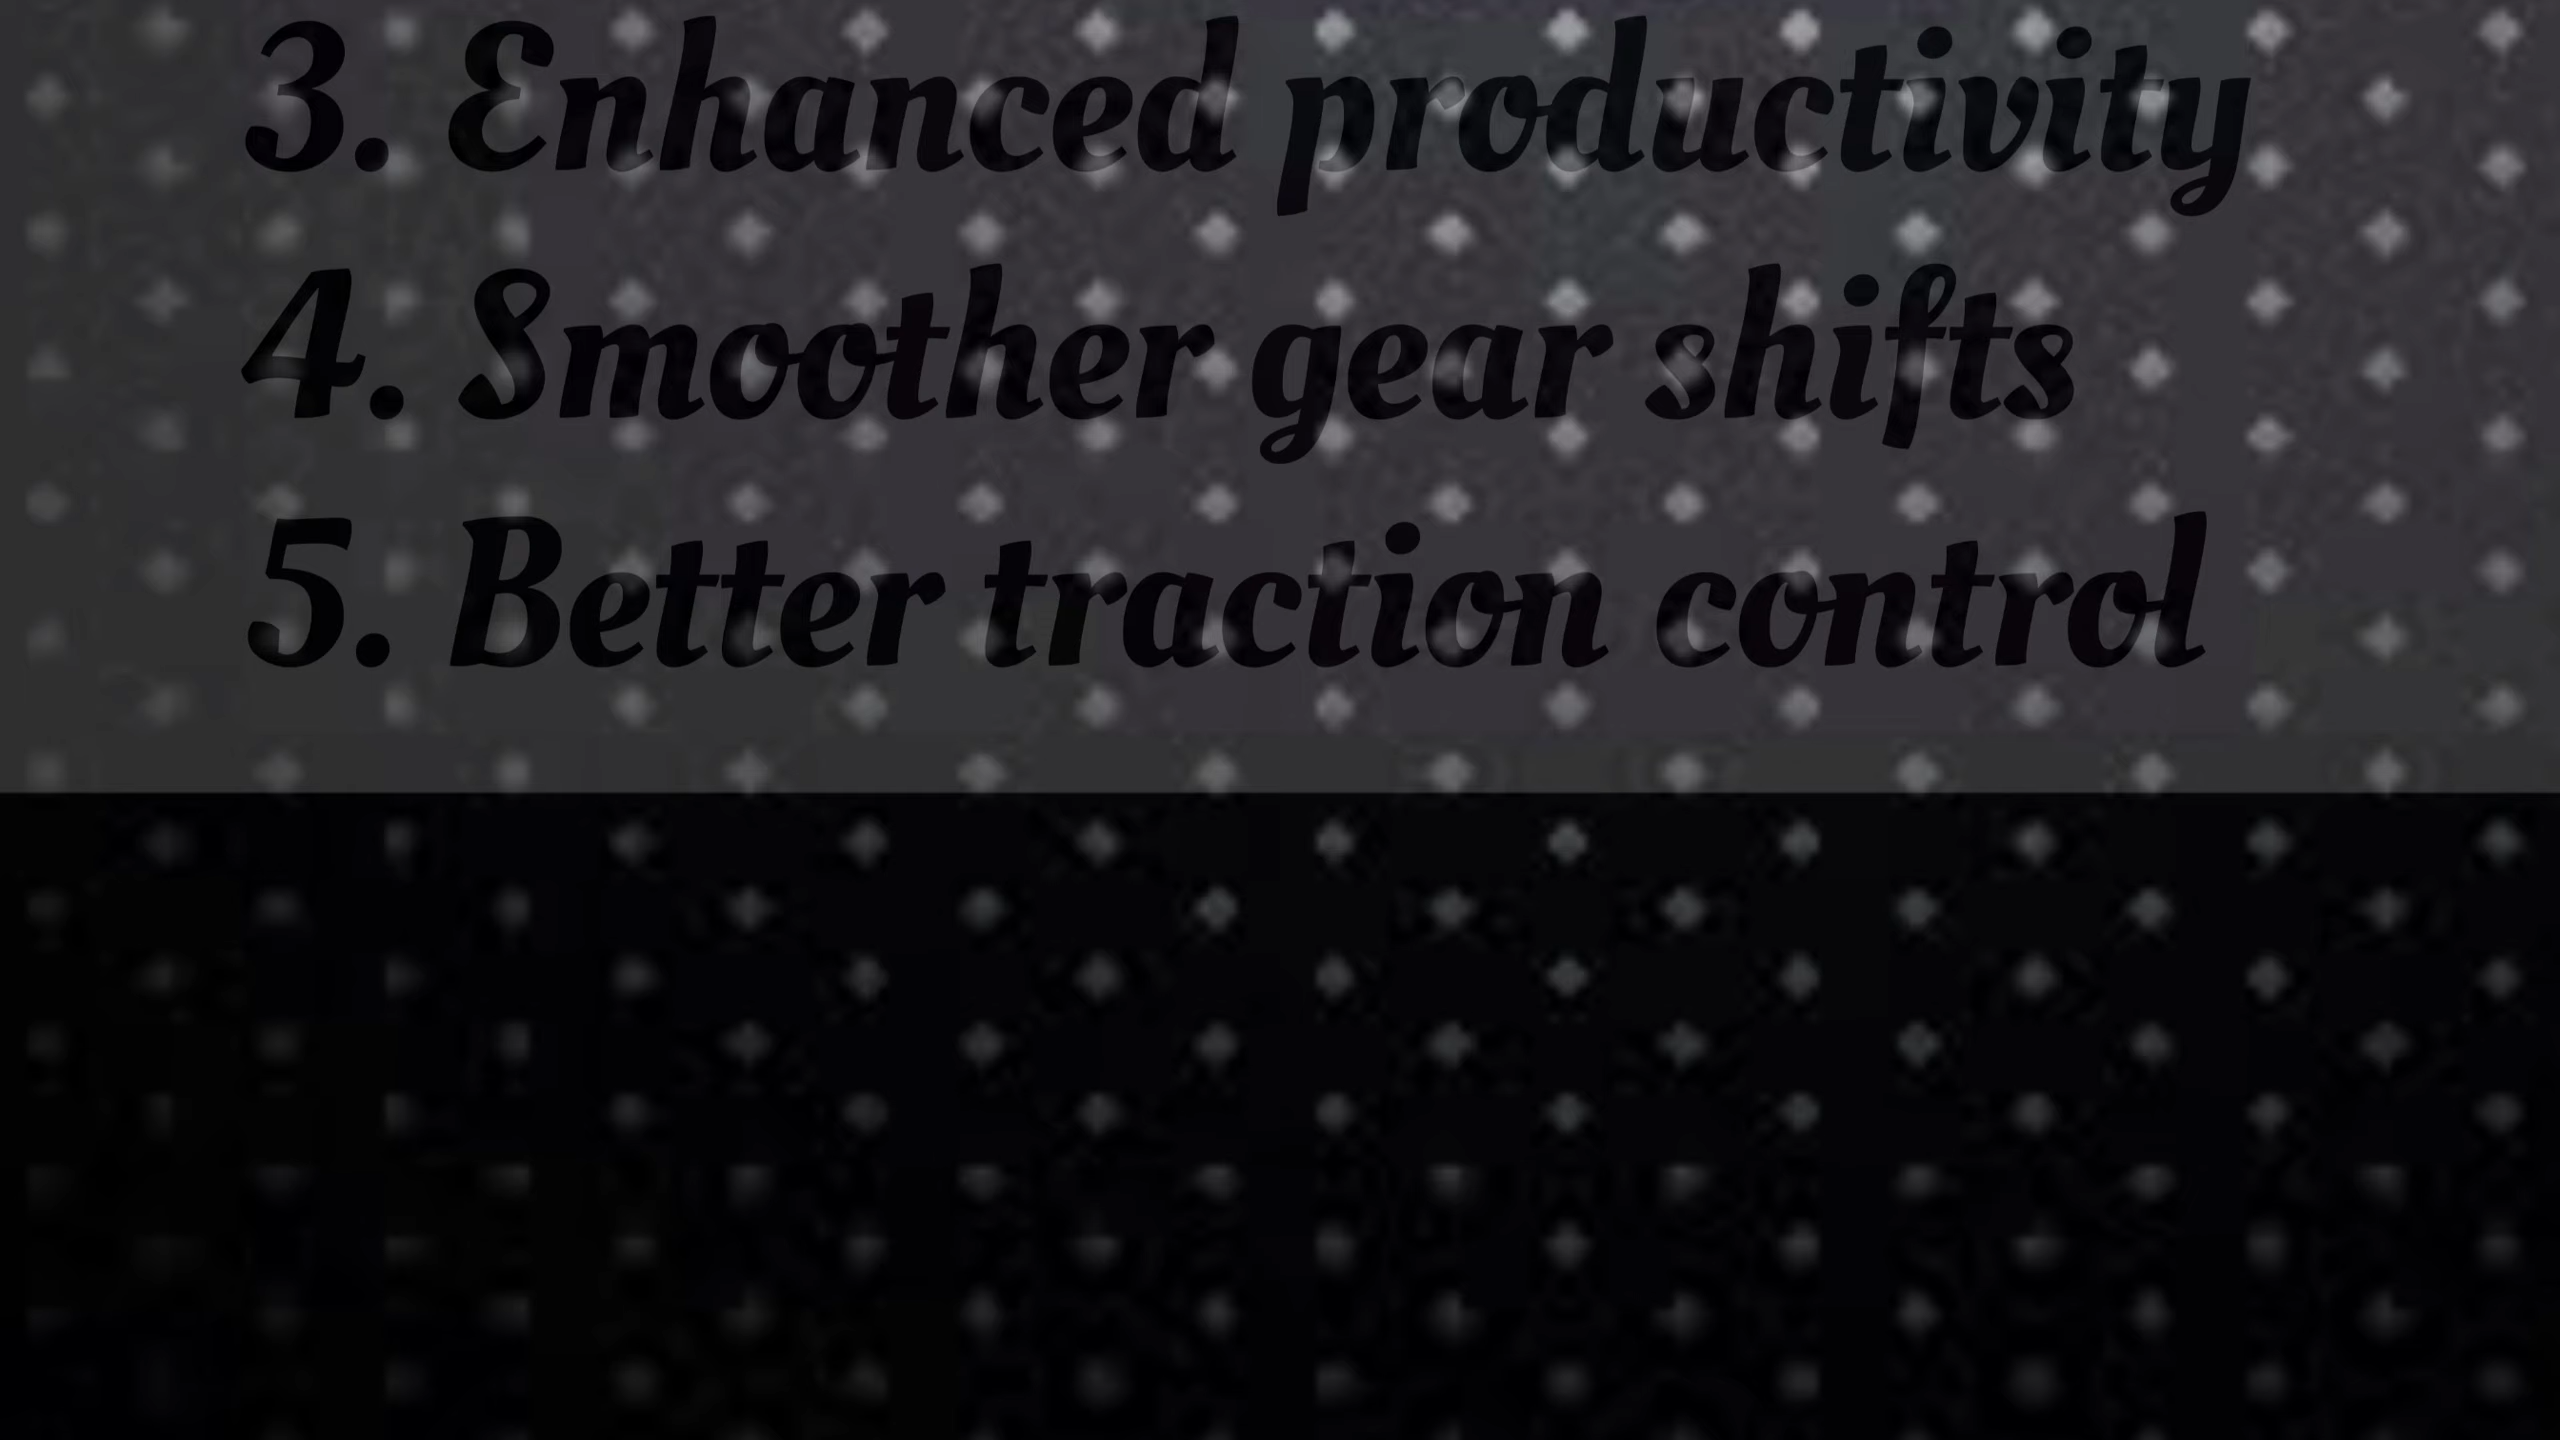 3. Enhanced productivity
4. Smoother gear shifts
5. Better traction control